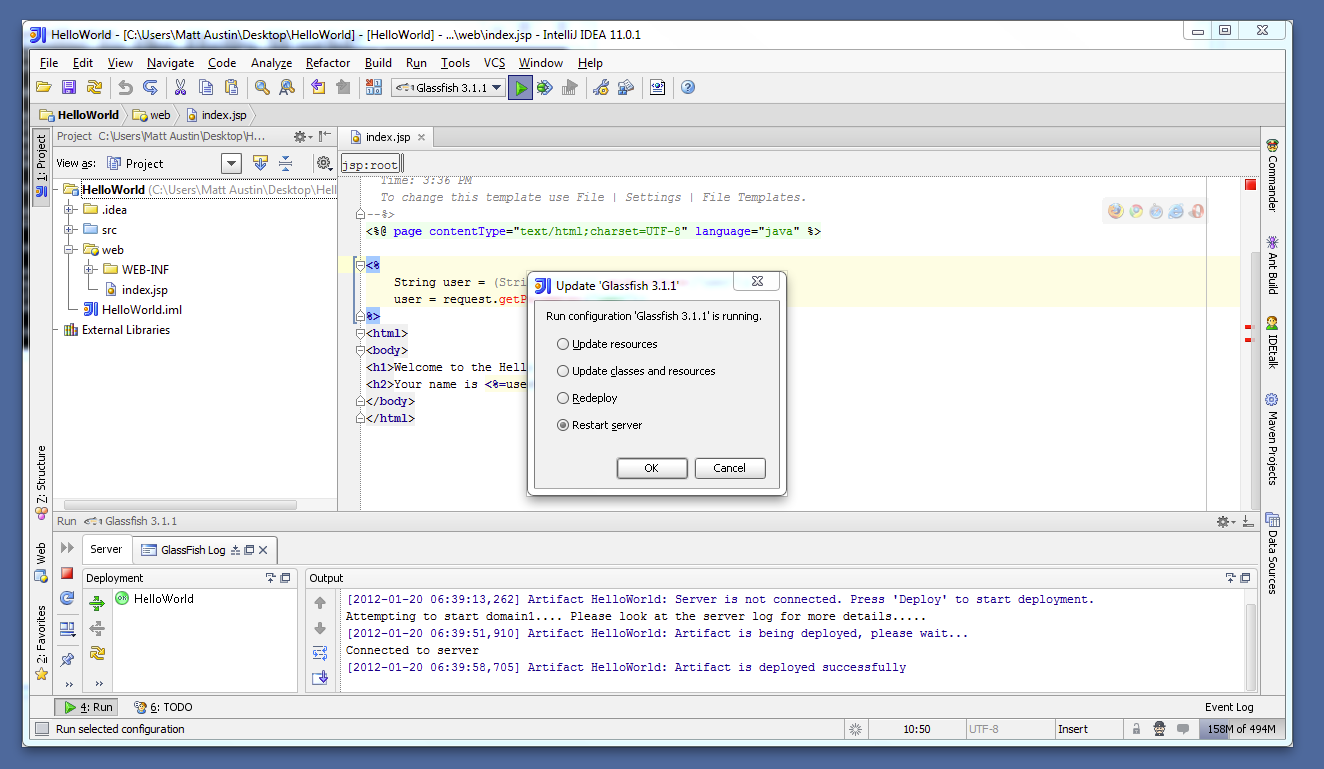 HelloWorld - [C:\Users\Matt Austin\Desktop\HelloWorld] - [HelloWorld] - ...\web\index.jsp - IntelliJ IDEA 11.0.1
File Edit View Navigate Code Analyze Refactor Build Run Tools VCS Window Help
Glassfish 3.1.1
HelloWorld web index.jsp
1: Project
Z: Structure
Web
2: Favorites
Project C:\Users\Matt Austin\Desktop\H...
View as: Project
HelloWorld (C:\Users\Matt Austin\Desktop\Hell
.idea
src
web
WEB-INF
index.jsp
HelloWorld.iml
External Libraries
index.jsp
jsp:root
Time: 3:36 PM
To change this template use File | Settings | File Templates.
--%>
<%@ page contentType="text/html;charset=UTF-8" language="java" %>
<%
String user = (Stri
user = request.getP
%>
<html>
<body>
<h1>Welcome to the Hell
<h2>Your name is <%=use
</body>
</html>
Update 'Glassfish 3.1.1'
Run configuration 'Glassfish 3.1.1' is running.
Update resources
Update classes and resources
Redeploy
Restart server
OK Cancel
Commander
Ant Build
IDEtalk
Maven Projects
Data Sources
Run Glassfish 3.1.1
Server GlassFish Log
Deployment
OK HelloWorld
Output
[2012-01-20 06:39:13,262] Artifact HelloWorld: Server is not connected. Press 'Deploy' to start deployment.
Attempting to start domain1.... Please look at the server log for more details.....
[2012-01-20 06:39:51,910] Artifact HelloWorld: Artifact is being deployed, please wait...
Connected to server
[2012-01-20 06:39:58,705] Artifact HelloWorld: Artifact is deployed successfully
4: Run 6: TODO Event Log
Run selected configuration 10:50 UTF-8 Insert 158M of 494M